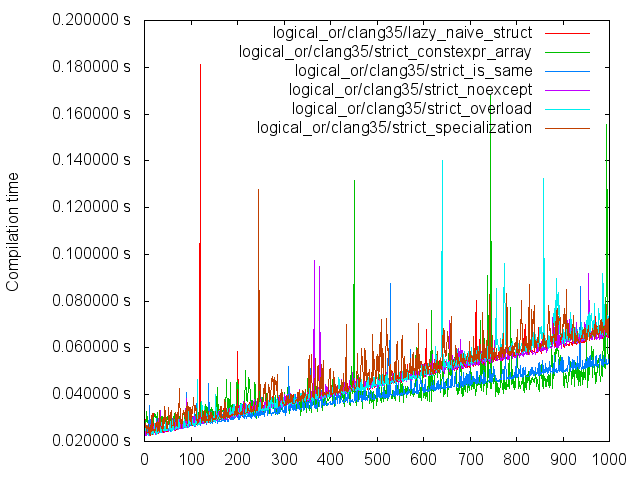 0.200000 s
0.180000 s
0.160000 s
0.140000 s
0.120000 s
0.100000 s
0.080000 s
0.060000 s
0.040000 s
0.020000 s
Compilation time
logical_or/clang35/lazy_naive_struct
logical_or/clang35/strict_constexpr_array
logical_or/clang35/strict_is_same
logical_or/clang35/strict_noexcept
logical_or/clang35/strict_overload
logical_or/clang35/strict_specialization
0 100 200 300 400 500 600 700 800 900 1000